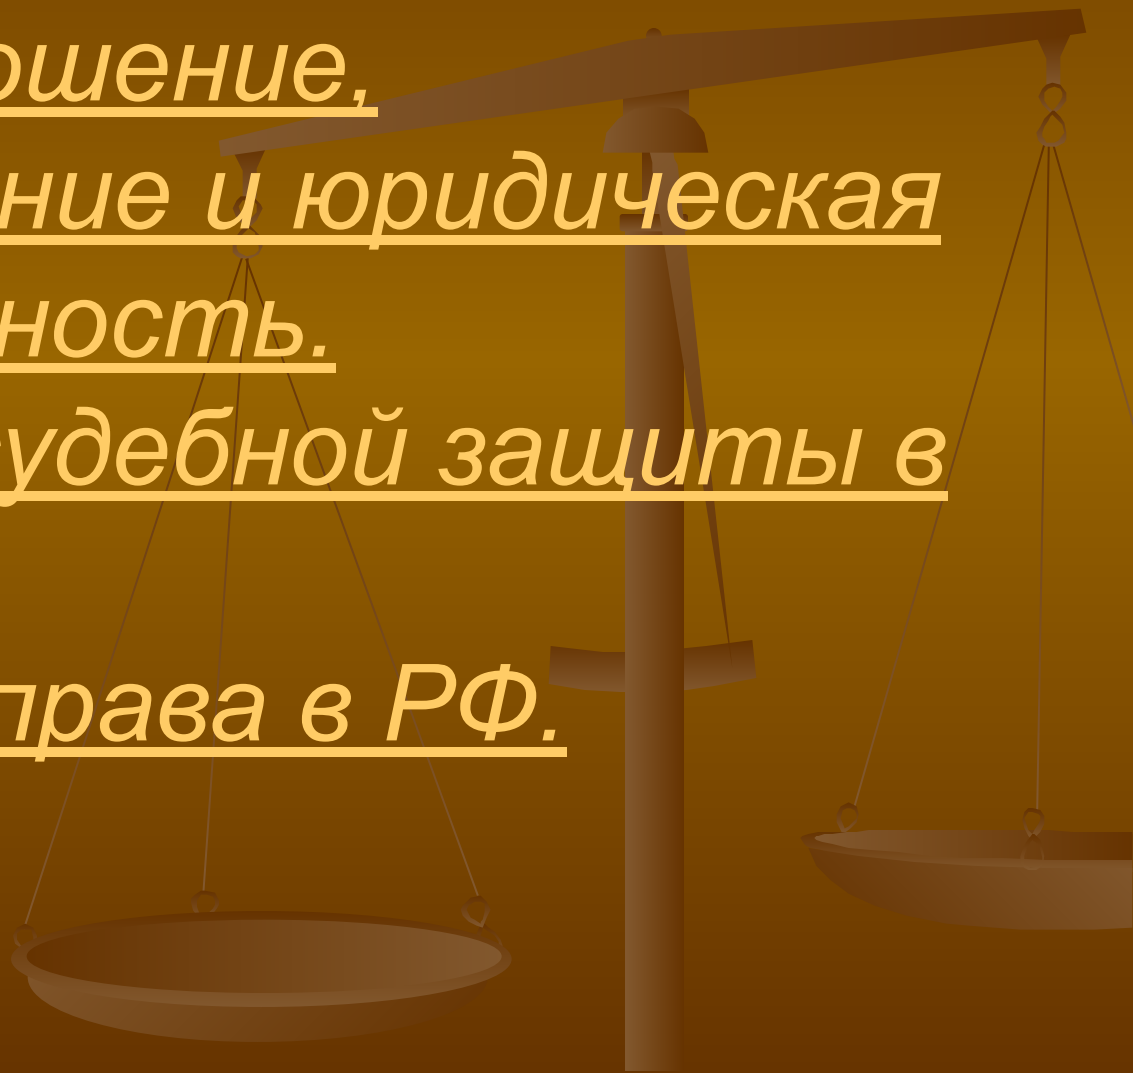 ошение,
ние и юридическая
ность.
удебной защиты в
права в РФ.